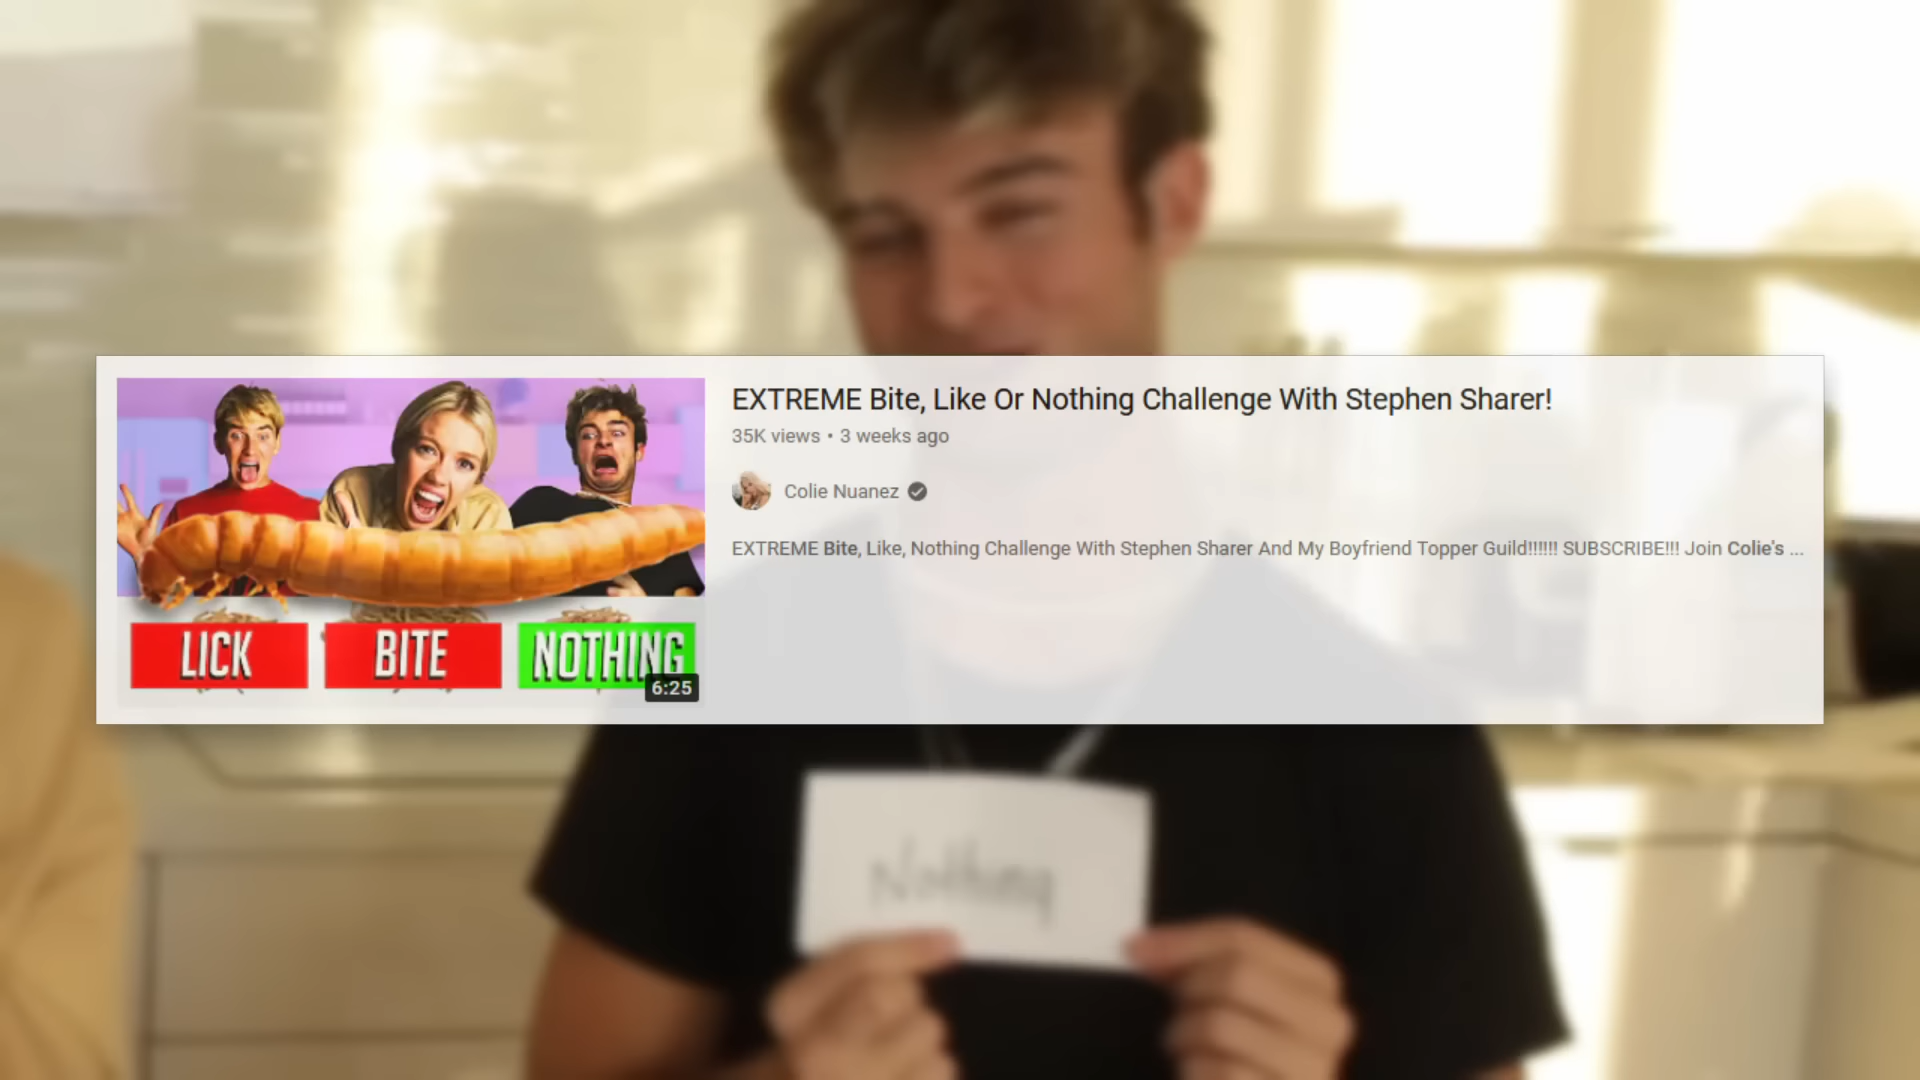 EXTREME Bite, Like Or Nothing Challenge With Stephen Sharer!
35K views • 3 weeks ago
Colie Nuanez
EXTREME Bite, Like, Nothing Challenge With Stephen Sharer And My Boyfriend Topper Guild!!!!!! SUBSCRIBE!!! Join Colie's ...
LICK BITE NOTHING
6:25
Nothing